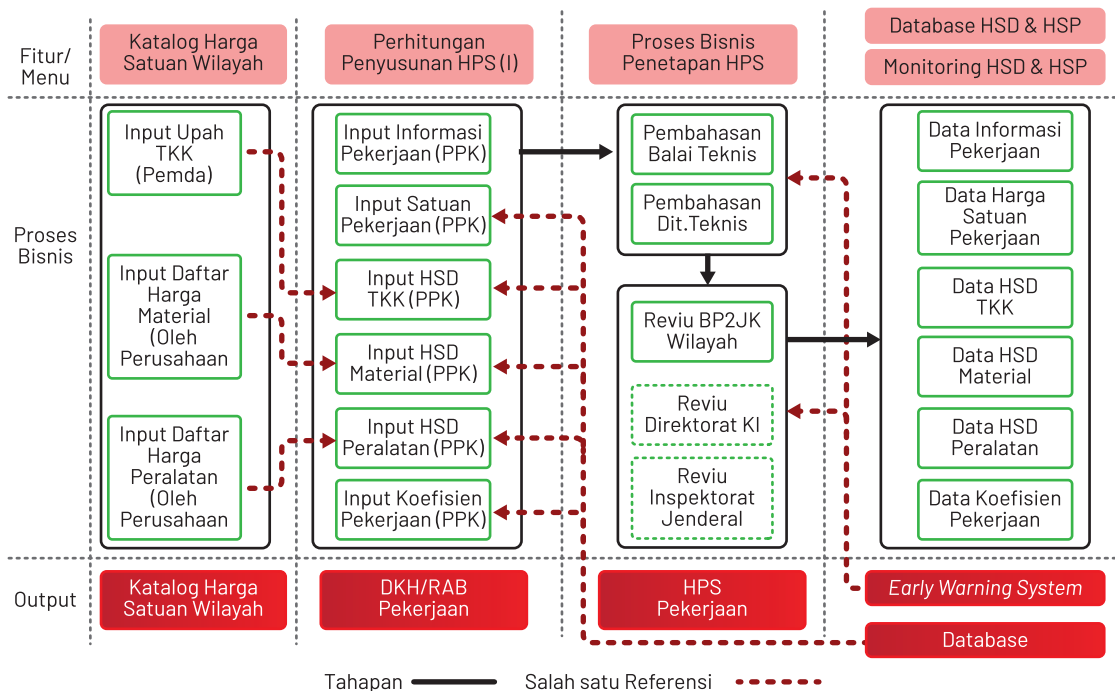 Fitur/
Menu
Katalog Harga
Satuan Wilayah
Perhitungan
Penyusunan HPS (I)
Proses Bisnis
Penetapan HPS
Database HSD & HSP
Monitoring HSD & HSP
Proses
Bisnis
Input Upah
TKK
(Pemda)
Input Daftar
Harga
Material
(Oleh
Perusahaan
Input Daftar
Harga
Peralatan
(Oleh
Perusahaan
Input Informasi
Pekerjaan (PPK)
Input Satuan
Pekerjaan (PPK)
Input HSD
TKK (PPK)
Input HSD
Material (PPK)
Input HSD
Peralatan (PPK)
Input Koefisien
Pekerjaan (PPK)
Pembahasan
Balai Teknis
Pembahasan
Dit.Teknis
Reviu BP2JK
Wilayah
Reviu
Direktorat KI
Reviu
Inspektorat
Jenderal
Data Informasi
Pekerjaan
Data Harga
Satuan
Pekerjaan
Data HSD
TKK
Data HSD
Material
Data HSD
Peralatan
Data Koefisien
Pekerjaan
Output
Katalog Harga
Satuan Wilayah
DKH/RAB
Pekerjaan
HPS
Pekerjaan
Early Warning System
Database
Tahapan
Salah satu Referensi